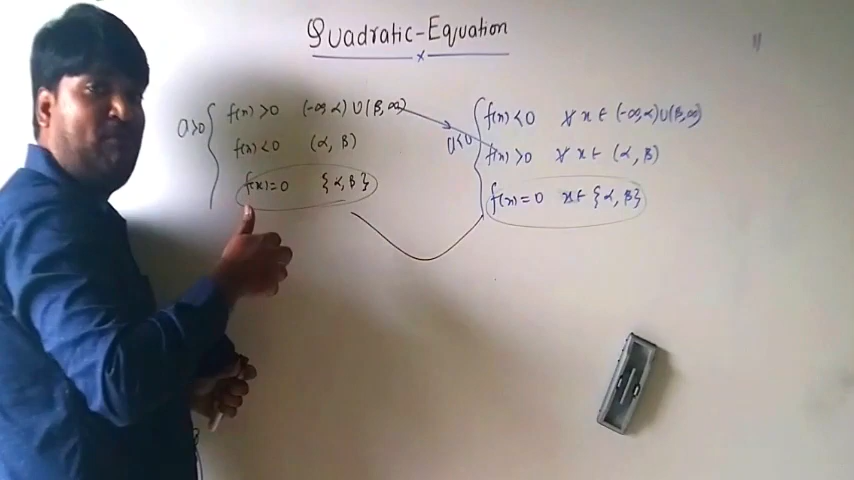 Quadratic-Equation
x
a>0 { f(x) >0 (-∞, α) ∪ (β, ∞)
f(x) <0 (α, β)
f(x) = 0 {α, β}
a<0 { f(x) <0 ∀ x ∈ (-∞, α) ∪ (β, ∞)
f(x) >0 ∀ x ∈ (α, β)
f(x) = 0 x ∈ {α, β}